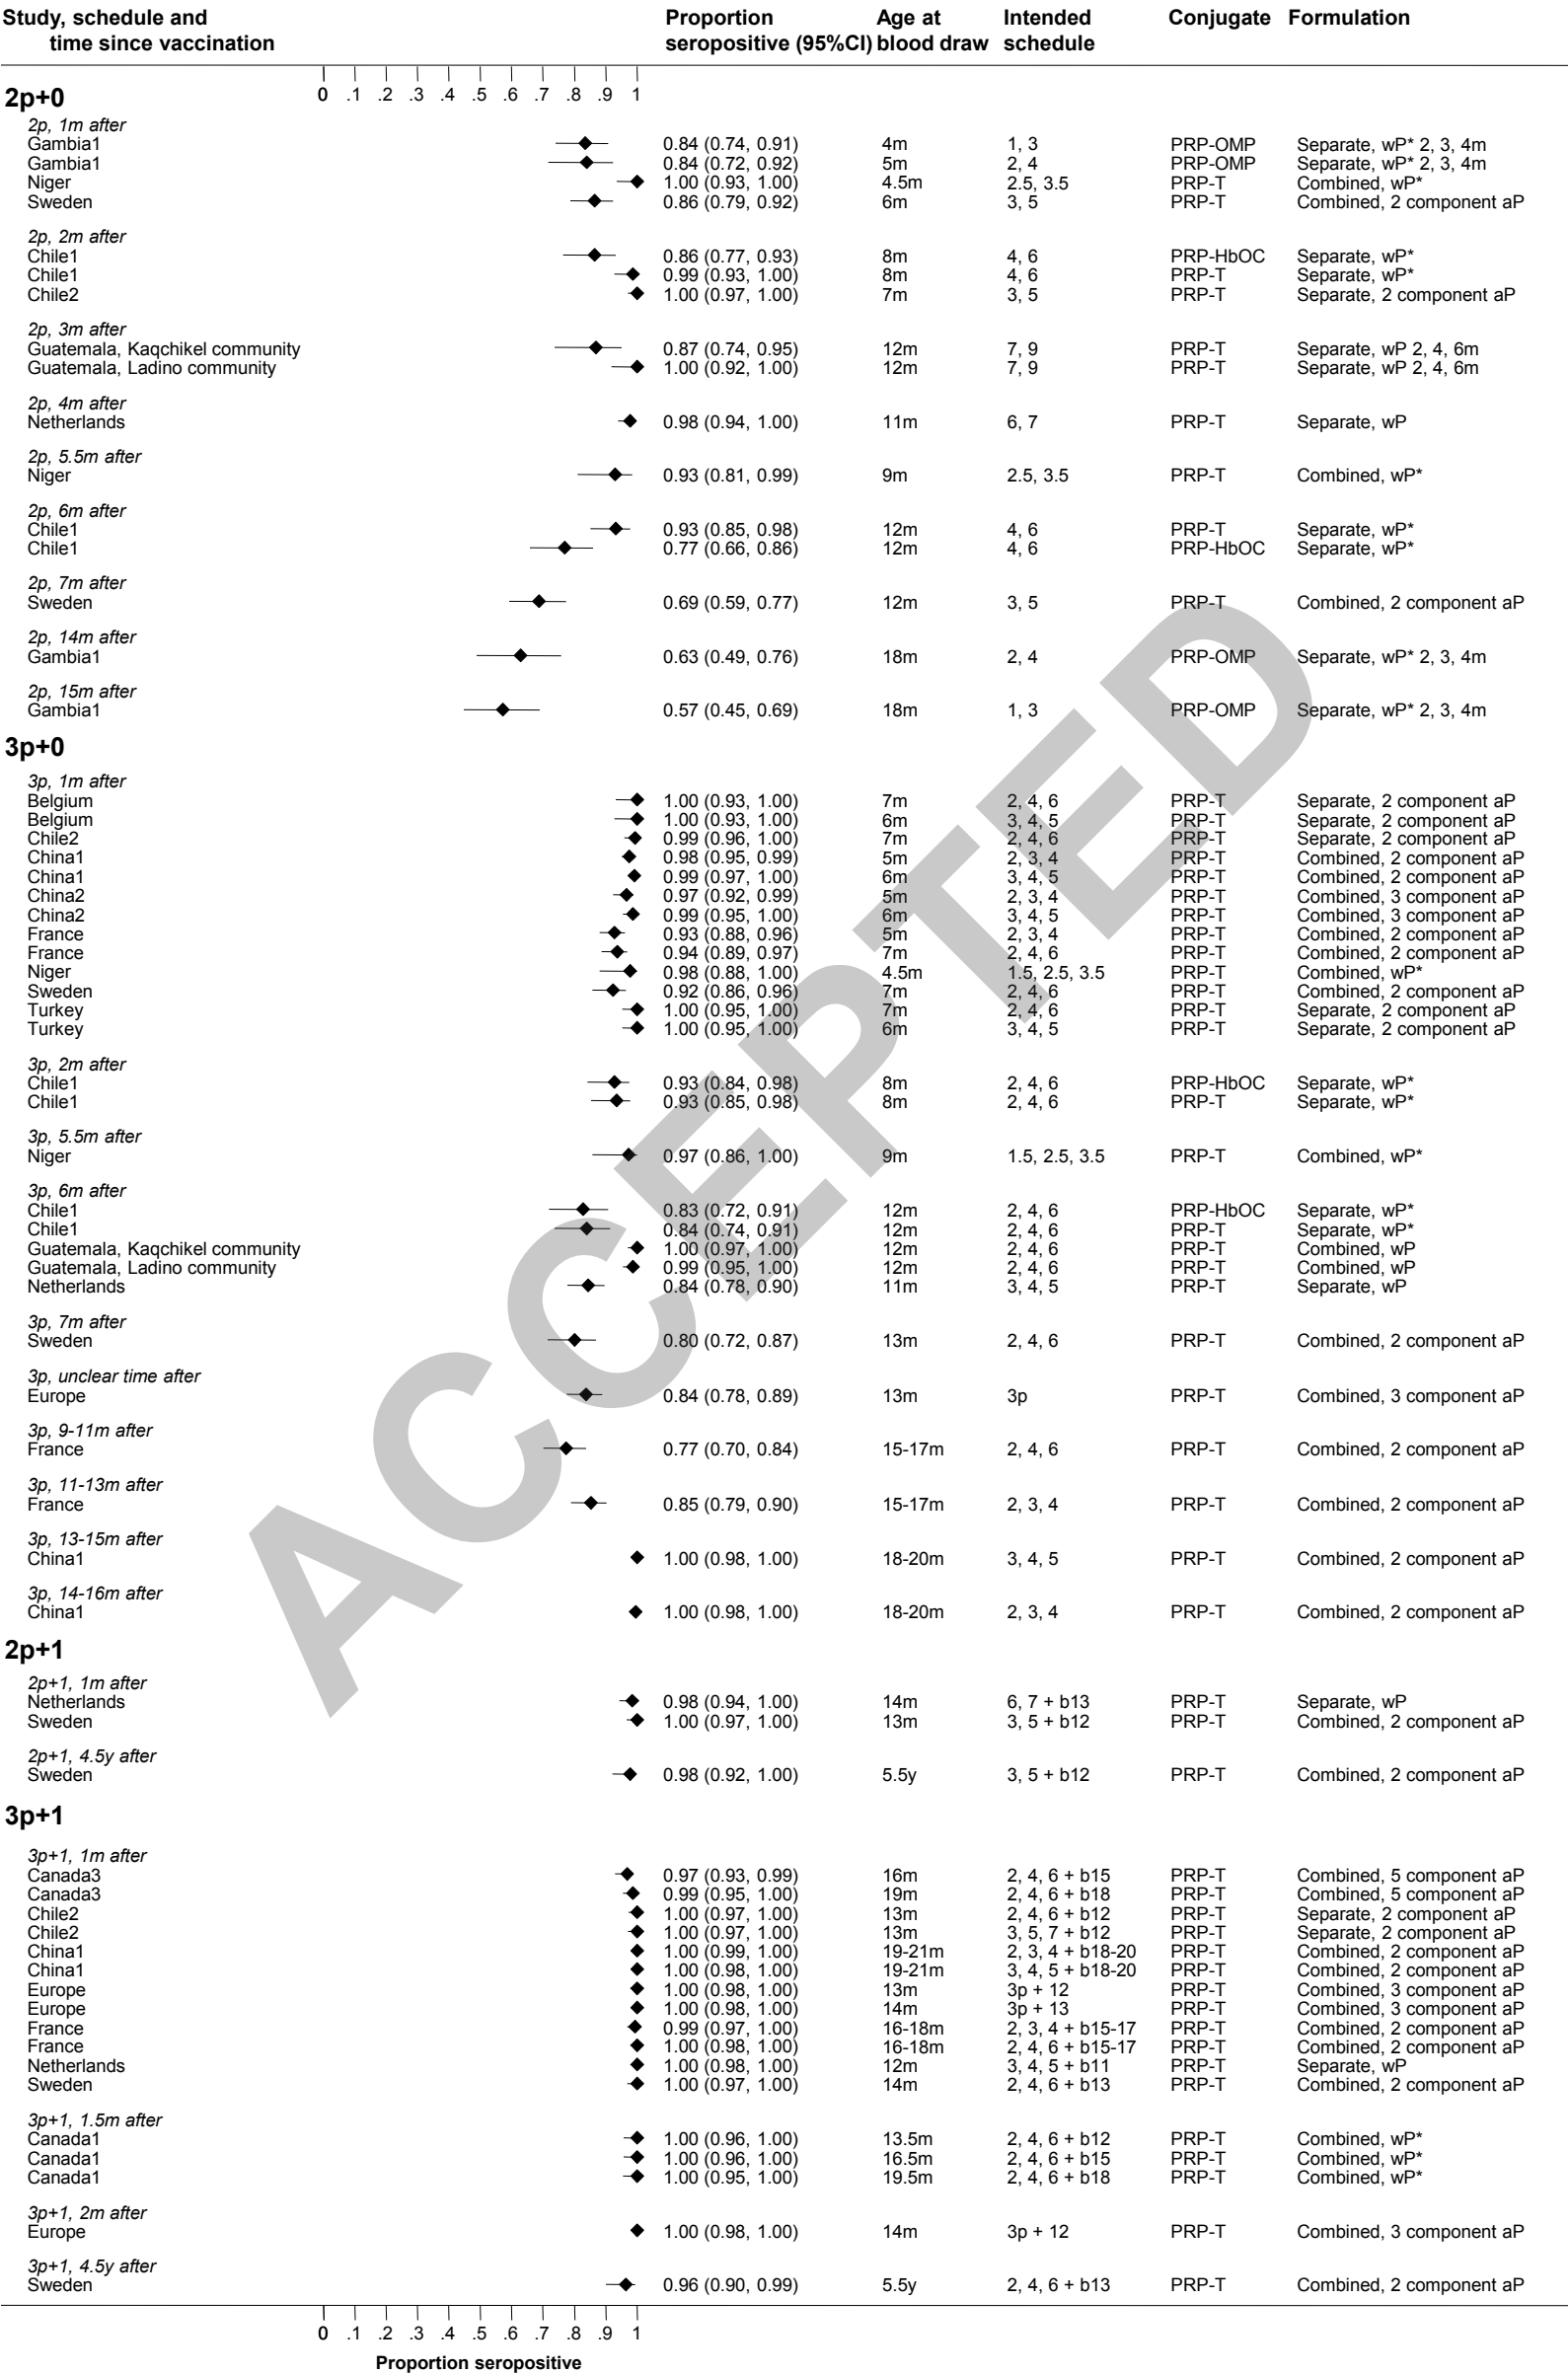 Study, schedule and Proportion Age at Intended Conjugate Formulation
time since vaccination seropositive (95%CI) blood draw schedule
0 .1 .2 .3 .4 .5 .6 .7 .8 .9 1
2p+0
2p, 1m after
Gambia1 0.84 (0.74, 0.91) 4m 1, 3 PRP-OMP Separate, wP* 2, 3, 4m
Gambia1 0.84 (0.72, 0.92) 5m 2, 4 PRP-OMP Separate, wP* 2, 3, 4m
Niger 1.00 (0.93, 1.00) 4.5m 2.5, 3.5 PRP-T Combined, wP*
Sweden 0.86 (0.79, 0.92) 6m 3, 5 PRP-T Combined, 2 component aP
2p, 2m after
Chile1 0.86 (0.77, 0.93) 8m 4, 6 PRP-HbOC Separate, wP*
Chile1 0.99 (0.93, 1.00) 8m 4, 6 PRP-T Separate, wP*
Chile2 1.00 (0.97, 1.00) 7m 3, 5 PRP-T Separate, 2 component aP
2p, 3m after
Guatemala, Kaqchikel community 0.87 (0.74, 0.95) 12m 7, 9 PRP-T Separate, wP 2, 4, 6m
Guatemala, Ladino community 1.00 (0.92, 1.00) 12m 7, 9 PRP-T Separate, wP 2, 4, 6m
2p, 4m after
Netherlands 0.98 (0.94, 1.00) 11m 6, 7 PRP-T Separate, wP
2p, 5.5m after
Niger 0.93 (0.81, 0.99) 9m 2.5, 3.5 PRP-T Combined, wP*
2p, 6m after
Chile1 0.93 (0.85, 0.98) 12m 4, 6 PRP-T Separate, wP*
Chile1 0.77 (0.66, 0.86) 12m 4, 6 PRP-HbOC Separate, wP*
2p, 7m after
Sweden 0.69 (0.59, 0.77) 12m 3, 5 PRP-T Combined, 2 component aP
2p, 14m after
Gambia1 0.63 (0.49, 0.76) 18m 2, 4 PRP-OMP Separate, wP* 2, 3, 4m
2p, 15m after
Gambia1 0.57 (0.45, 0.69) 18m 1, 3 PRP-OMP Separate, wP* 2, 3, 4m
3p+0
3p, 1m after
Belgium 1.00 (0.93, 1.00) 7m 2, 4, 6 PRP-T Separate, 2 component aP
Belgium 1.00 (0.93, 1.00) 6m 3, 4, 5 PRP-T Separate, 2 component aP
Chile2 0.99 (0.96, 1.00) 7m 2, 4, 6 PRP-T Separate, 2 component aP
China1 0.98 (0.95, 0.99) 5m 2, 3, 4 PRP-T Combined, 2 component aP
China1 0.99 (0.97, 1.00) 6m 3, 4, 5 PRP-T Combined, 2 component aP
China2 0.97 (0.92, 0.99) 5m 2, 3, 4 PRP-T Combined, 3 component aP
China2 0.99 (0.95, 1.00) 6m 3, 4, 5 PRP-T Combined, 3 component aP
France 0.93 (0.88, 0.96) 5m 2, 3, 4 PRP-T Combined, 2 component aP
France 0.94 (0.89, 0.97) 7m 2, 4, 6 PRP-T Combined, 2 component aP
Niger 0.98 (0.88, 1.00) 4.5m 1.5, 2.5, 3.5 PRP-T Combined, wP*
Sweden 0.92 (0.86, 0.96) 7m 2, 4, 6 PRP-T Combined, 2 component aP
Turkey 1.00 (0.95, 1.00) 7m 2, 4, 6 PRP-T Separate, 2 component aP
Turkey 1.00 (0.95, 1.00) 6m 3, 4, 5 PRP-T Separate, 2 component aP
3p, 2m after
Chile1 0.93 (0.84, 0.98) 8m 2, 4, 6 PRP-HbOC Separate, wP*
Chile1 0.93 (0.85, 0.98) 8m 2, 4, 6 PRP-T Separate, wP*
3p, 5.5m after
Niger 0.97 (0.86, 1.00) 9m 1.5, 2.5, 3.5 PRP-T Combined, wP*
3p, 6m after
Chile1 0.83 (0.72, 0.91) 12m 2, 4, 6 PRP-HbOC Separate, wP*
Chile1 0.84 (0.74, 0.91) 12m 2, 4, 6 PRP-T Separate, wP*
Guatemala, Kaqchikel community 1.00 (0.97, 1.00) 12m 2, 4, 6 PRP-T Combined, wP
Guatemala, Ladino community 0.99 (0.95, 1.00) 12m 2, 4, 6 PRP-T Combined, wP
Netherlands 0.84 (0.78, 0.90) 11m 3, 4, 5 PRP-T Separate, wP
3p, 7m after
Sweden 0.80 (0.72, 0.87) 13m 2, 4, 6 PRP-T Combined, 2 component aP
3p, unclear time after
Europe 0.84 (0.78, 0.89) 13m 3p PRP-T Combined, 3 component aP
3p, 9-11m after
France 0.77 (0.70, 0.84) 15-17m 2, 4, 6 PRP-T Combined, 2 component aP
3p, 11-13m after
France 0.85 (0.79, 0.90) 15-17m 2, 3, 4 PRP-T Combined, 2 component aP
3p, 13-15m after
China1 1.00 (0.98, 1.00) 18-20m 3, 4, 5 PRP-T Combined, 2 component aP
3p, 14-16m after
China1 1.00 (0.98, 1.00) 18-20m 2, 3, 4 PRP-T Combined, 2 component aP
2p+1
2p+1, 1m after
Netherlands 0.98 (0.94, 1.00) 14m 6, 7 + b13 PRP-T Separate, wP
Sweden 1.00 (0.97, 1.00) 13m 3, 5 + b12 PRP-T Combined, 2 component aP
2p+1, 4.5y after
Sweden 0.98 (0.92, 1.00) 5.5y 3, 5 + b12 PRP-T Combined, 2 component aP
3p+1
3p+1, 1m after
Canada3 0.97 (0.93, 0.99) 16m 2, 4, 6 + b15 PRP-T Combined, 5 component aP
Canada3 0.99 (0.95, 1.00) 19m 2, 4, 6 + b18 PRP-T Combined, 5 component aP
Chile2 1.00 (0.97, 1.00) 13m 2, 4, 6 + b12 PRP-T Separate, 2 component aP
Chile2 1.00 (0.97, 1.00) 13m 3, 5, 7 + b12 PRP-T Separate, 2 component aP
China1 1.00 (0.99, 1.00) 19-21m 2, 3, 4 + b18-20 PRP-T Combined, 2 component aP
China1 1.00 (0.98, 1.00) 19-21m 3, 4, 5 + b18-20 PRP-T Combined, 2 component aP
Europe 1.00 (0.98, 1.00) 13m 3p + 12 PRP-T Combined, 3 component aP
Europe 1.00 (0.98, 1.00) 14m 3p + 13 PRP-T Combined, 3 component aP
France 0.99 (0.97, 1.00) 16-18m 2, 3, 4 + b15-17 PRP-T Combined, 2 component aP
France 1.00 (0.98, 1.00) 16-18m 2, 4, 6 + b15-17 PRP-T Combined, 2 component aP
Netherlands 1.00 (0.98, 1.00) 12m 3, 4, 5 + b11 PRP-T Separate, wP
Sweden 1.00 (0.97, 1.00) 14m 2, 4, 6 + b13 PRP-T Combined, 2 component aP
3p+1, 1.5m after
Canada1 1.00 (0.96, 1.00) 13.5m 2, 4, 6 + b12 PRP-T Combined, wP*
Canada1 1.00 (0.96, 1.00) 16.5m 2, 4, 6 + b15 PRP-T Combined, wP*
Canada1 1.00 (0.95, 1.00) 19.5m 2, 4, 6 + b18 PRP-T Combined, wP*
3p+1, 2m after
Europe 1.00 (0.98, 1.00) 14m 3p + 12 PRP-T Combined, 3 component aP
3p+1, 4.5y after
Sweden 0.96 (0.90, 0.99) 5.5y 2, 4, 6 + b13 PRP-T Combined, 2 component aP
0 .1 .2 .3 .4 .5 .6 .7 .8 .9 1
Proportion seropositive
ACCEPTED